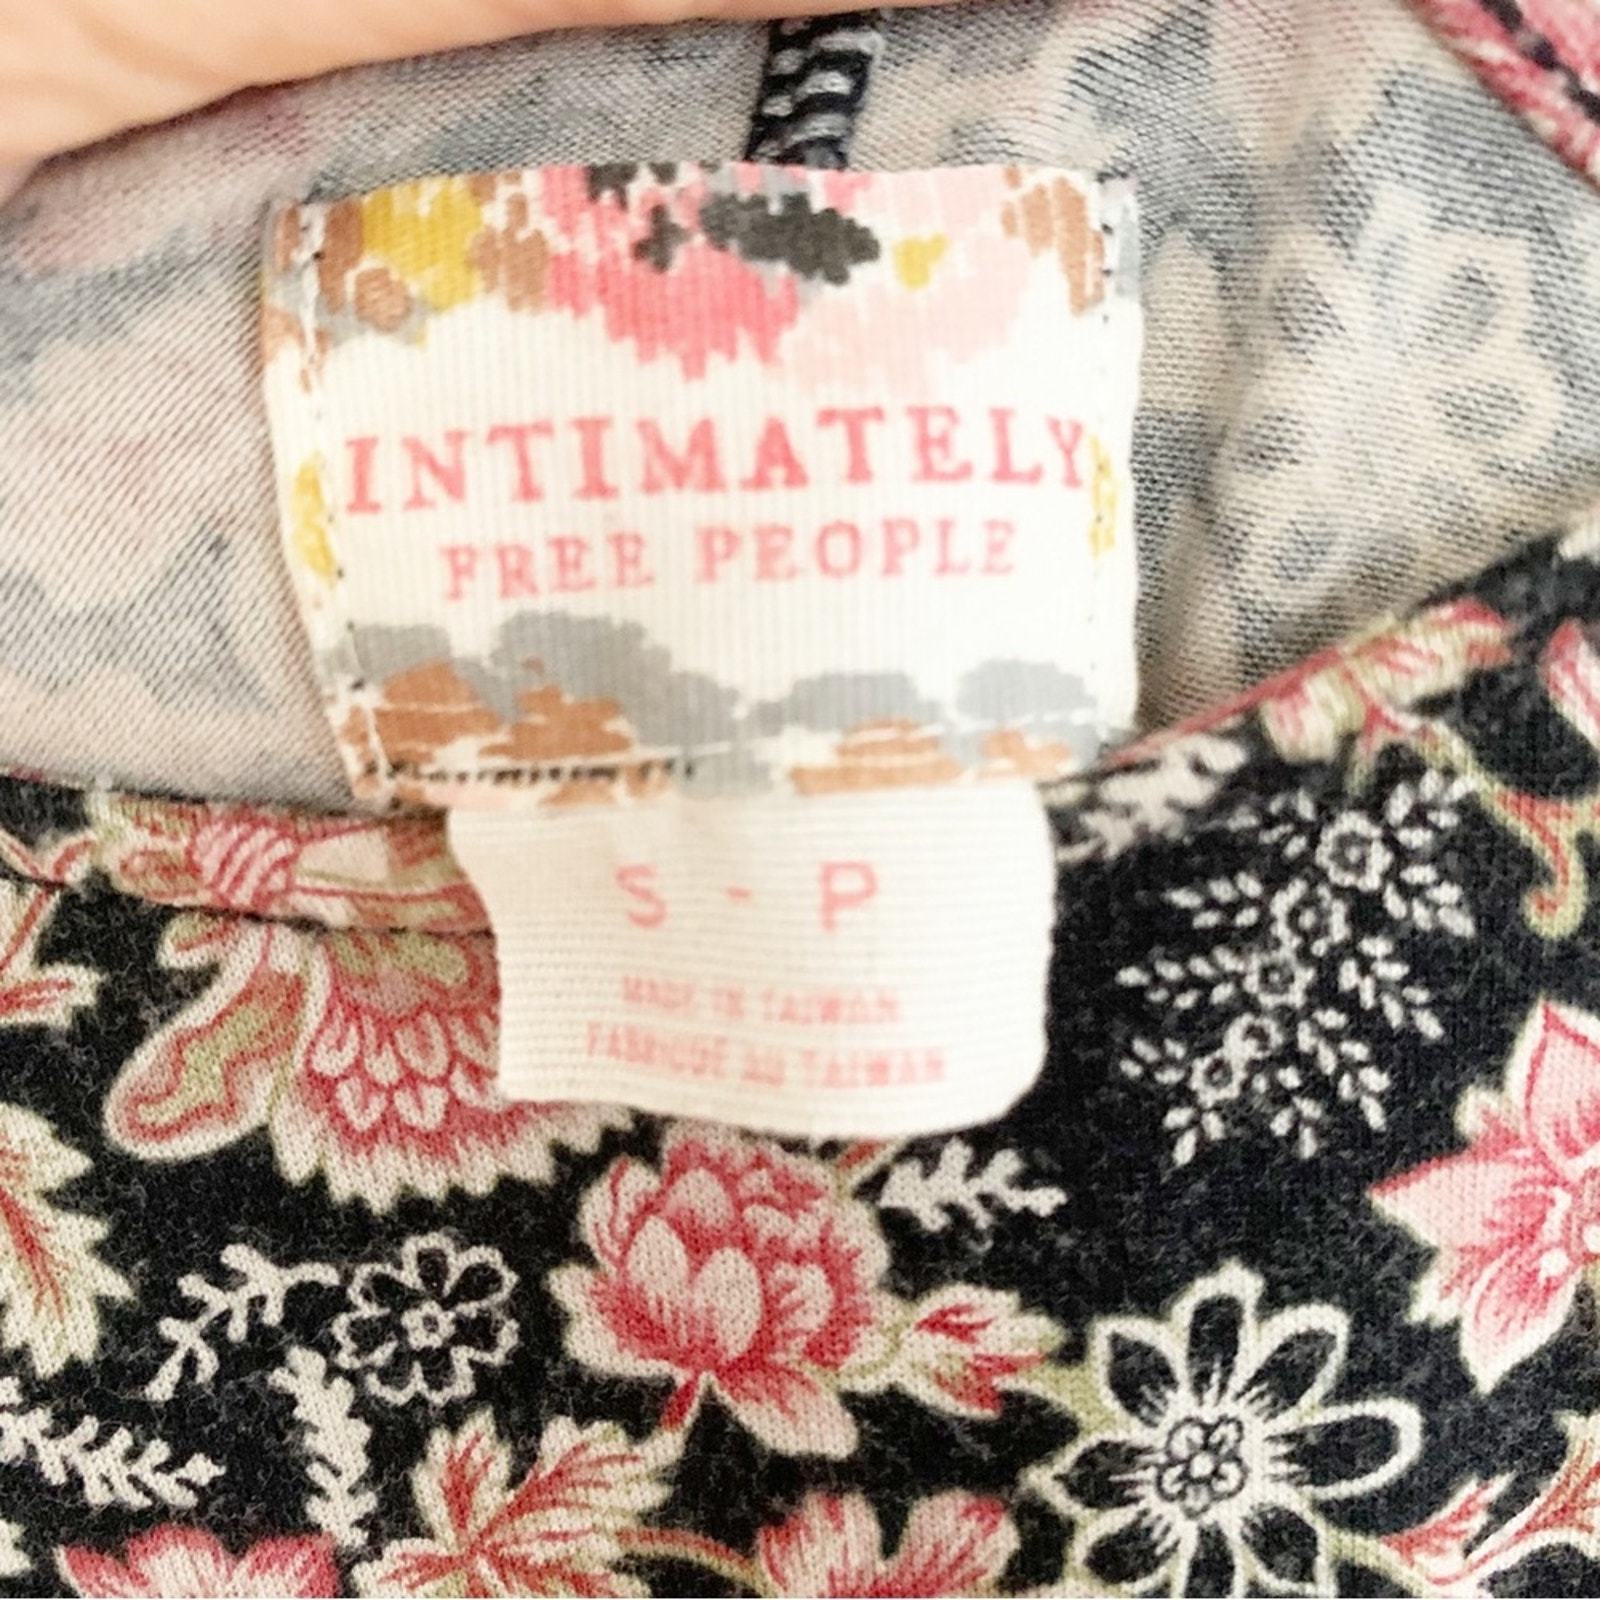 INTIMATELY
FREE PEOPLE
S - P
MADE IN TAIWAN
FABRIQUÉ AU TAIWAN